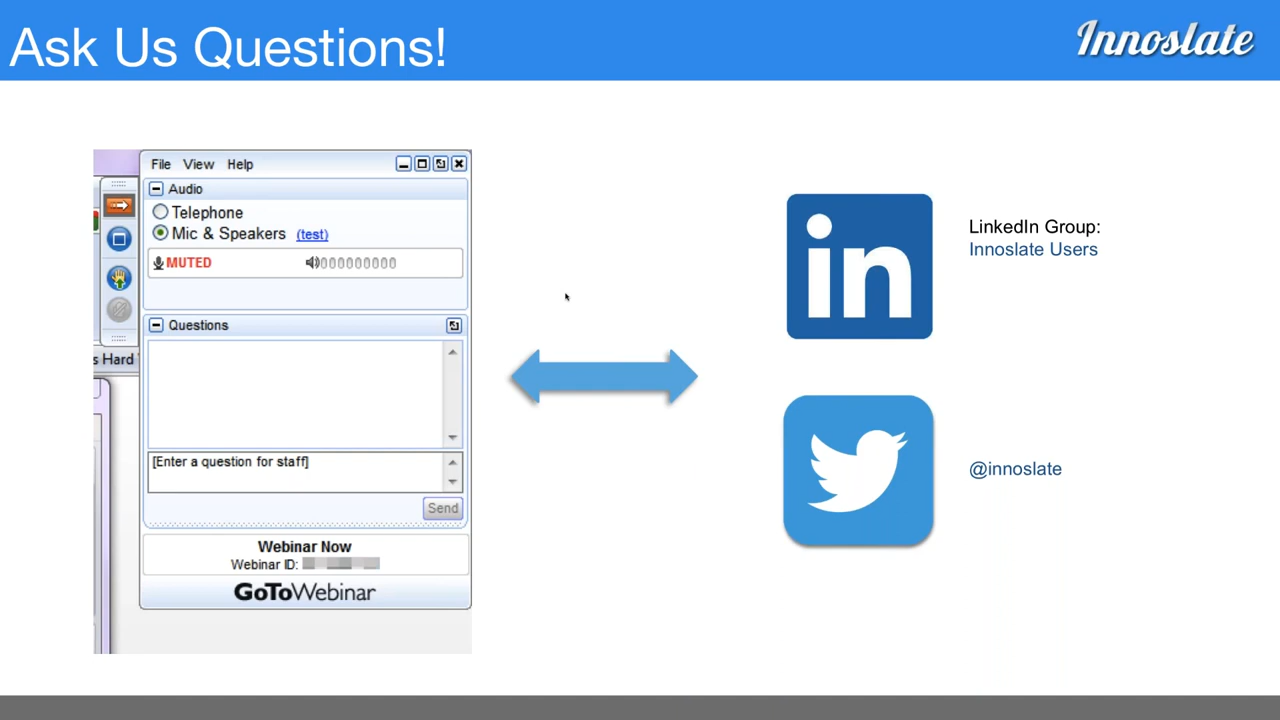 Ask Us Questions!
Innoslate
File View Help
Audio
Telephone
Mic & Speakers (test)
MUTED
Questions
s Hard
[Enter a question for staff]
Send
Webinar Now
Webinar ID:
GoToWebinar
in
LinkedIn Group:
Innoslate Users
@innoslate